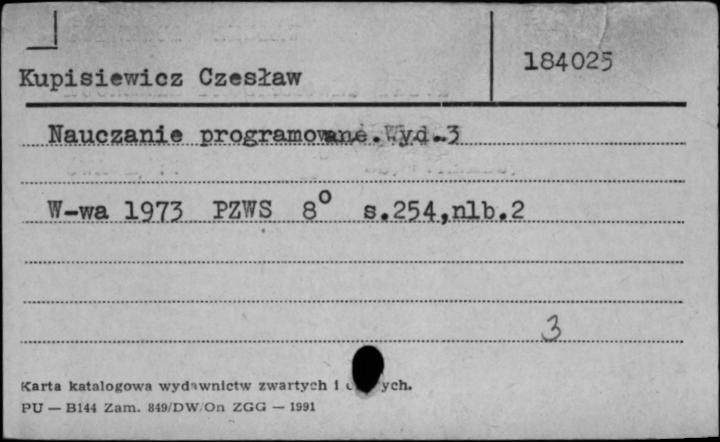 184025
Kupisiewicz Czesław
Nauczanie programowane. Wyd. 3
W-wa 1973 PZWS 8° s.254,nlb.2
3
Karta katalogowa wydawnictw zwartych i ych.
PU — B144 Zam. 849/DW/On ZGG — 1991